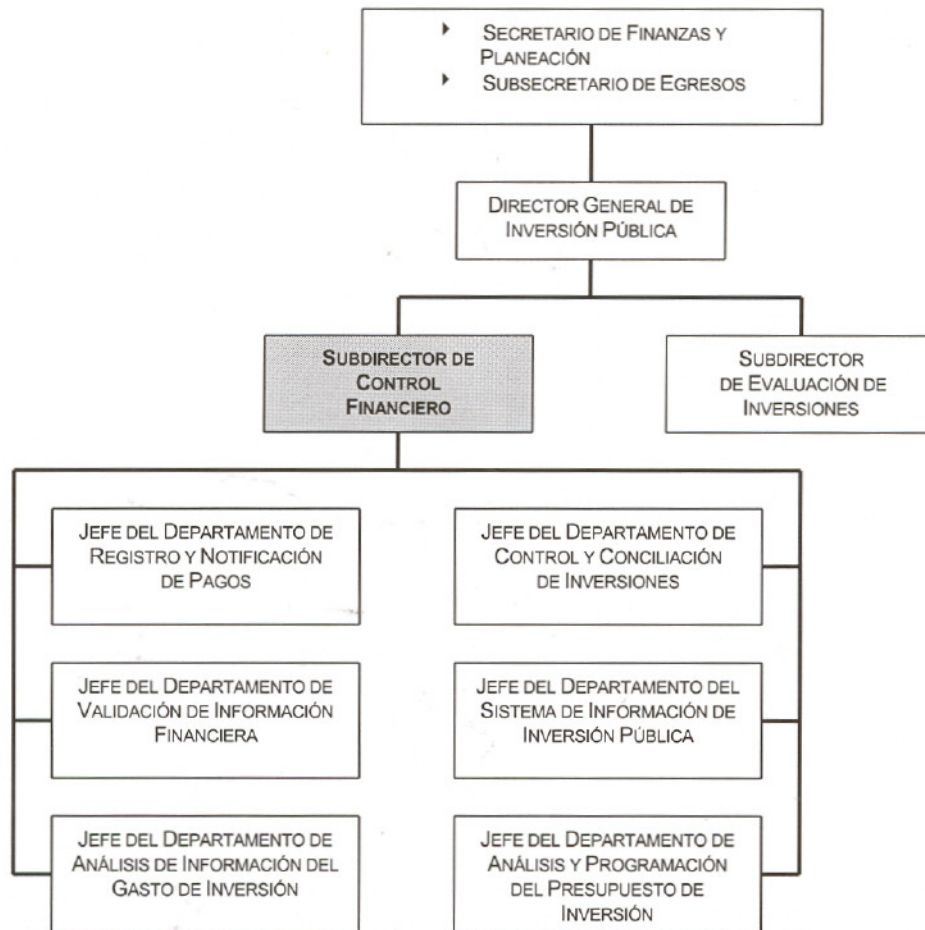 SECRETARIO DE FINANZAS Y
PLANEACIÓN
SUBSECRETARIO DE EGRESOS
DIRECTOR GENERAL DE
INVERSIÓN PÚBLICA
SUBDIRECTOR DE
CONTROL
FINANCIERO
SUBDIRECTOR
DE EVALUACIÓN DE
INVERSIONES
JEFE DEL DEPARTAMENTO DE
REGISTRO Y NOTIFICACIÓN
DE PAGOS
JEFE DEL DEPARTAMENTO DE
CONTROL Y CONCILIACIÓN
DE INVERSIONES
JEFE DEL DEPARTAMENTO DE
VALIDACIÓN DE INFORMACIÓN
FINANCIERA
JEFE DEL DEPARTAMENTO DEL
SISTEMA DE INFORMACIÓN DE
INVERSIÓN PÚBLICA
JEFE DEL DEPARTAMENTO DE
ANÁLISIS DE INFORMACIÓN DEL
GASTO DE INVERSIÓN
JEFE DEL DEPARTAMENTO DE
ANÁLISIS Y PROGRAMACIÓN
DEL PRESUPUESTO DE
INVERSIÓN